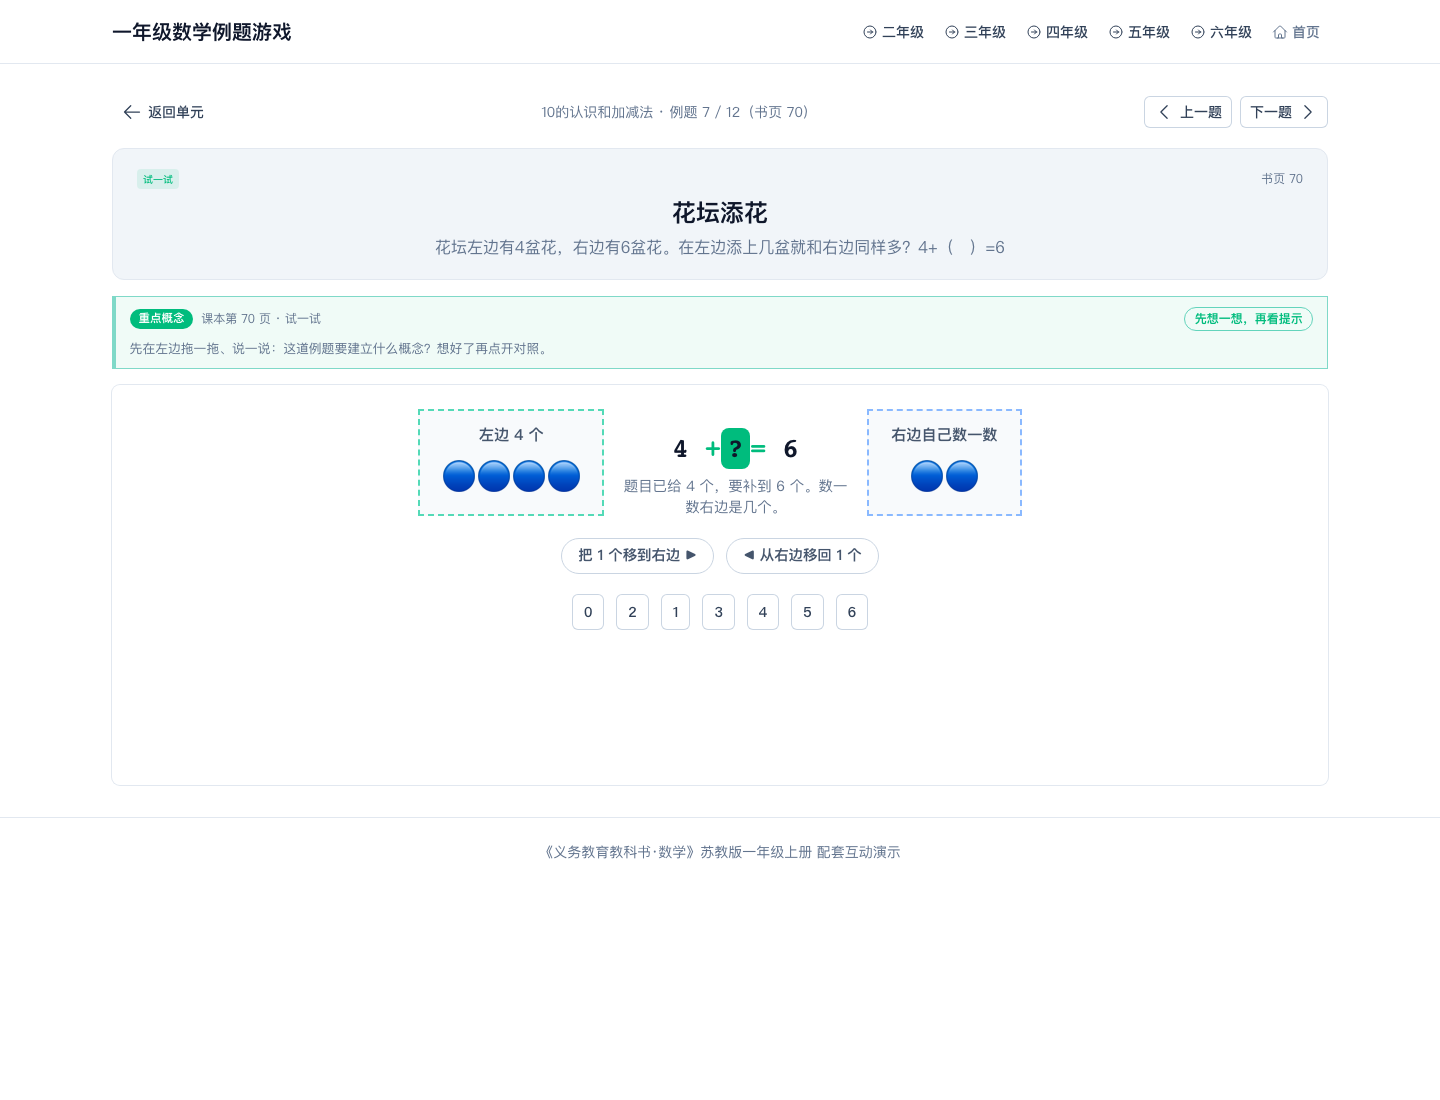 一年级数学例题游戏
二年级 三年级 四年级 五年级 六年级 首页
返回单元
10的认识和加减法 · 例题 7 / 12（书页 70）
上一题 下一题
试一试
书页 70
花坛添花
花坛左边有4盆花，右边有6盆花。在左边添上几盆就和右边同样多？4+（　）=6
重点概念 课本第 70 页 · 试一试
先想一想，再看提示
先在左边拖一拖、说一说：这道例题要建立什么概念？想好了再点开对照。
左边 4 个
4 + ? = 6
题目已给 4 个，要补到 6 个。数一
数右边是几个。
右边自己数一数
把 1 个移到右边 ▶
◀ 从右边移回 1 个
0 2 1 3 4 5 6
《义务教育教科书·数学》苏教版一年级上册 配套互动演示